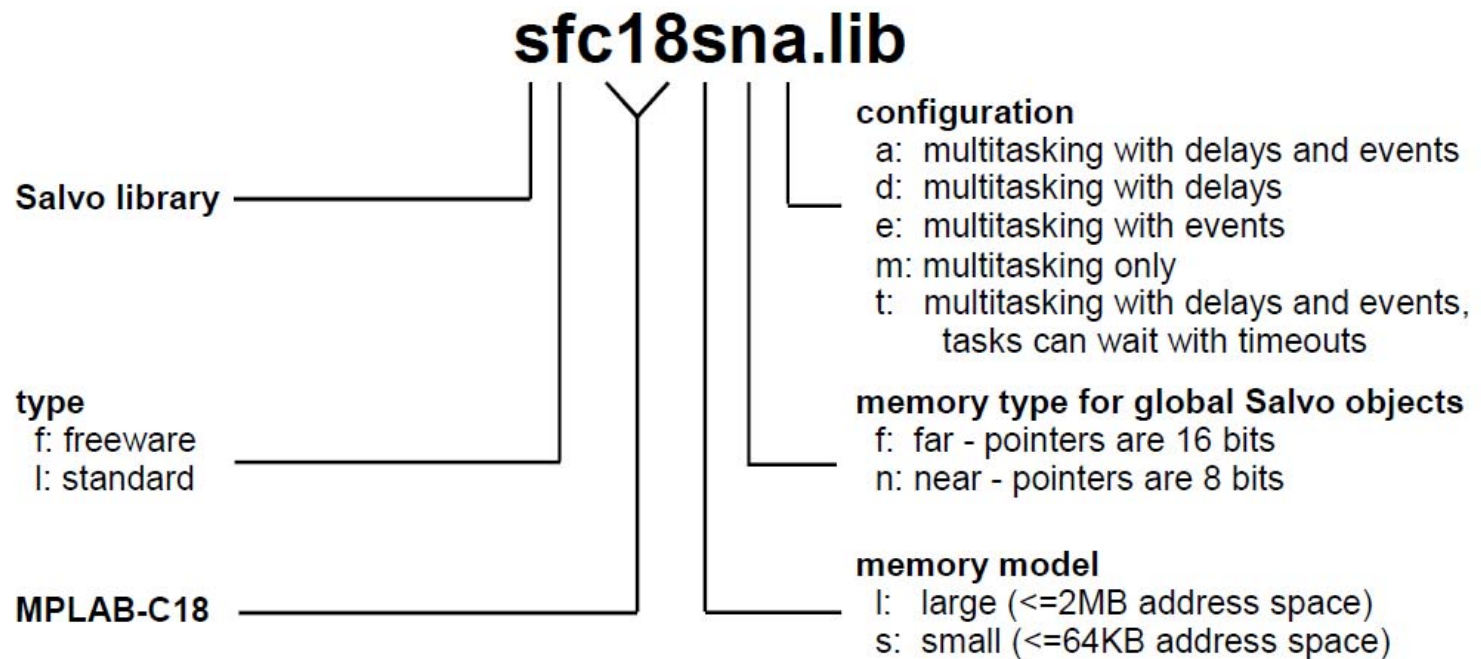 sfc18sna.lib
Salvo library
type
f: freeware
l: standard
MPLAB-C18
configuration
a: multitasking with delays and events
d: multitasking with delays
e: multitasking with events
m: multitasking only
t: multitasking with delays and events,
tasks can wait with timeouts
memory type for global Salvo objects
f: far - pointers are 16 bits
n: near - pointers are 8 bits
memory model
l: large (<=2MB address space)
s: small (<=64KB address space)